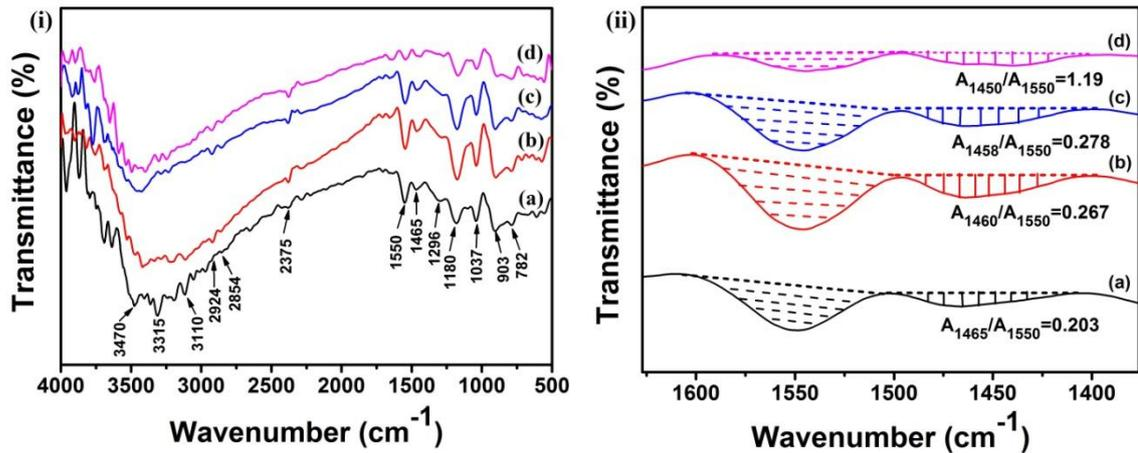 (i)
Transmittance (%)
(d)
(c)
(b)
(a)
3470
3315
3110
2924
2854
2375
1550
1465
1296
1180
1037
903
782
4000 3500 3000 2500 2000 1500 1000 500
Wavenumber (cm-1)
(ii)
Transmittance (%)
(d)
A1450/A1550=1.19
(c)
A1458/A1550=0.278
(b)
A1460/A1550=0.267
(a)
A1465/A1550=0.203
1600 1550 1500 1450 1400
Wavenumber (cm-1)